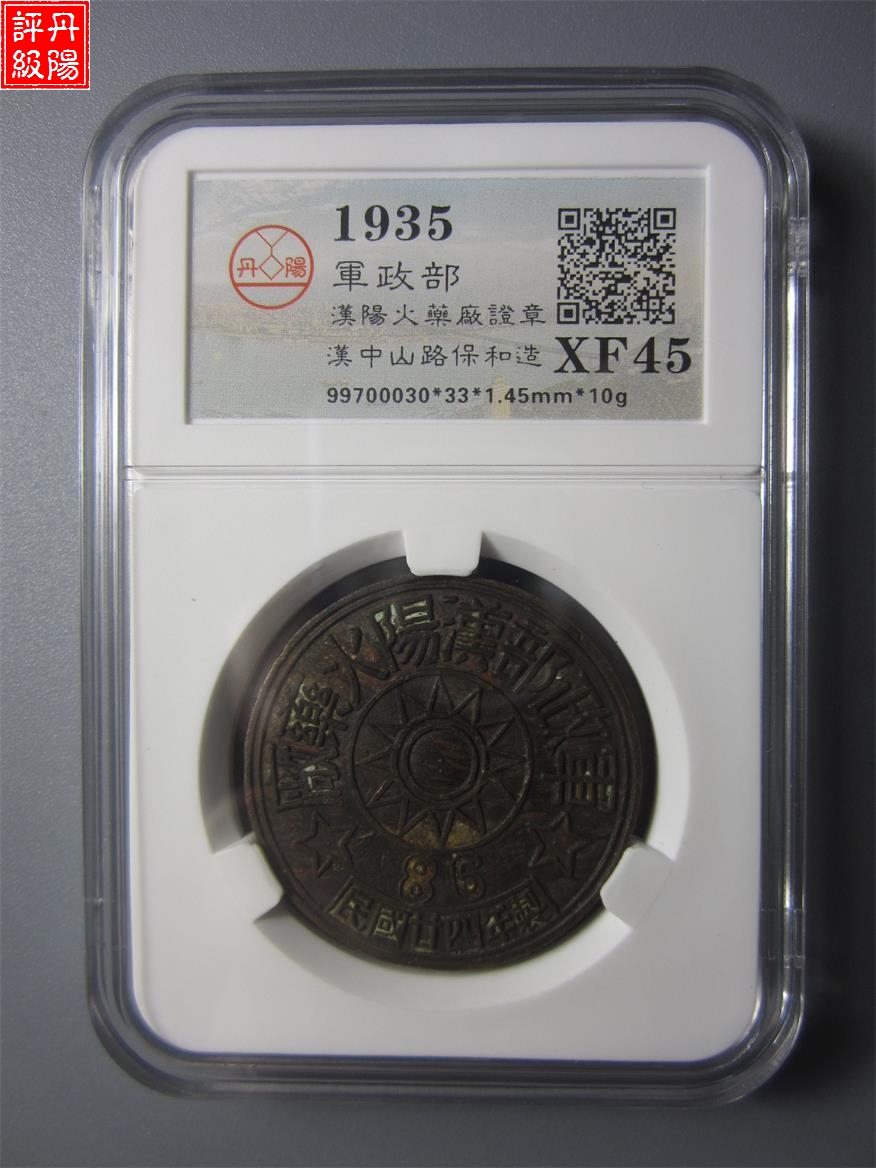 丹陽
評級
1935
丹陽
軍政部
漢陽火藥廠證章
漢中山路保和造
XF45
99700030*33*1.45mm*10g
軍政部漢陽火藥廠
86
民國廿四年製